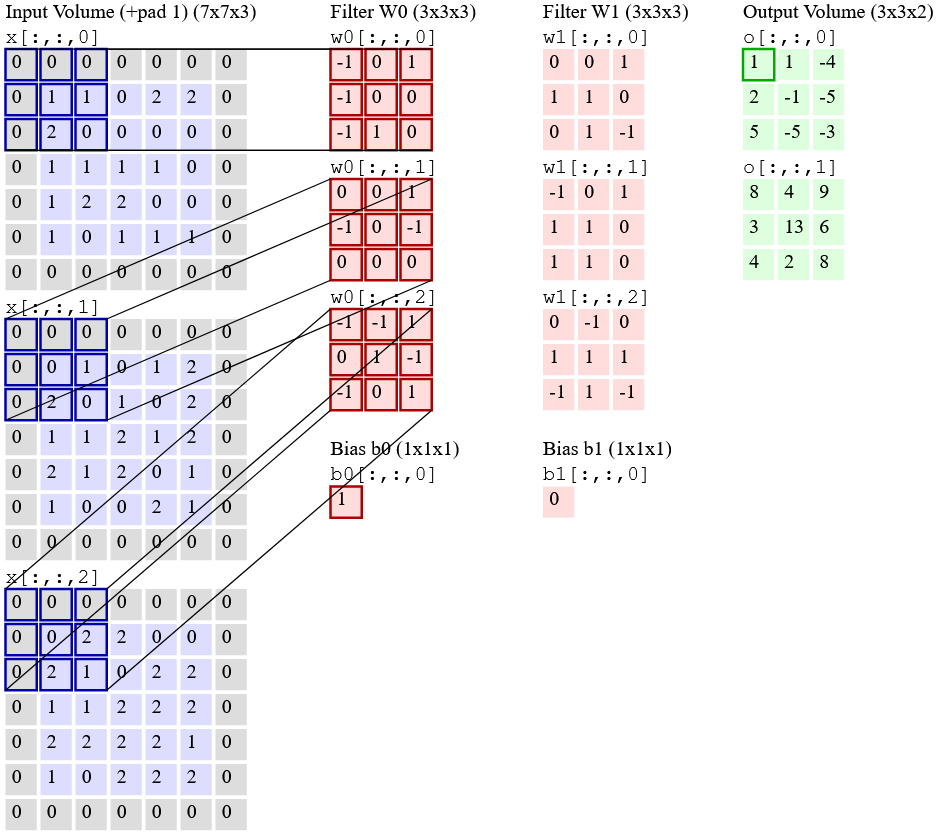 Input Volume (+pad 1) (7x7x3)
x[:,:,0]
0 0 0 0 0 0 0
0 1 1 0 2 2 0
0 2 0 0 0 0 0
0 1 1 1 1 0 0
0 1 2 2 0 0 0
0 1 0 1 1 1 0
0 0 0 0 0 0 0
x[:,:,1]
0 0 0 0 0 0 0
0 0 1 0 1 2 0
0 2 0 1 0 2 0
0 1 1 2 1 2 0
0 2 1 2 0 1 0
0 1 0 0 2 1 0
0 0 0 0 0 0 0
x[:,:,2]
0 0 0 0 0 0 0
0 0 2 2 0 0 0
0 2 1 0 2 2 0
0 1 1 2 2 2 0
0 2 2 2 2 1 0
0 1 0 2 2 2 0
0 0 0 0 0 0 0
Filter W0 (3x3x3)
w0[:,:,0]
-1 0 1
-1 0 0
-1 1 0
w0[:,:,1]
0 0 1
-1 0 -1
0 0 0
w0[:,:,2]
-1 -1 1
0 1 -1
-1 0 1
Bias b0 (1x1x1)
b0[:,:,0]
1
Filter W1 (3x3x3)
w1[:,:,0]
0 0 1
1 1 0
0 1 -1
w1[:,:,1]
-1 0 1
1 1 0
1 1 0
w1[:,:,2]
0 -1 0
1 1 1
-1 1 -1
Bias b1 (1x1x1)
b1[:,:,0]
0
Output Volume (3x3x2)
o[:,:,0]
1 1 -4
2 -1 -5
5 -5 -3
o[:,:,1]
8 4 9
3 13 6
4 2 8